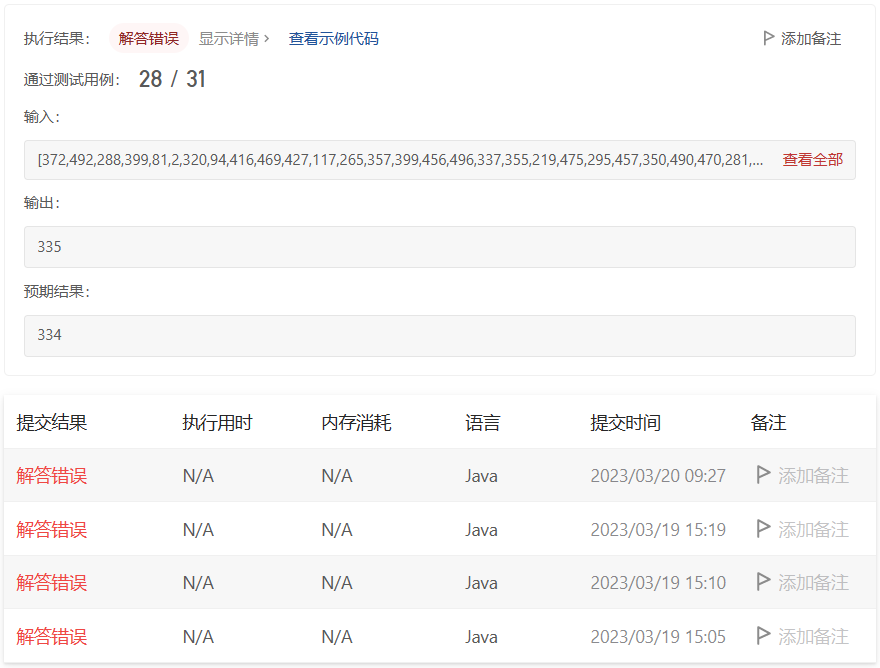 执行结果： 解答错误 显示详情 › 查看示例代码 添加备注
通过测试用例： 28 / 31
输入：
[372,492,288,399,81,2,320,94,416,469,427,117,265,357,399,456,496,337,355,219,475,295,457,350,490,470,281,... 查看全部
输出：
335
预期结果：
334
提交结果 执行用时 内存消耗 语言 提交时间 备注
解答错误 N/A N/A Java 2023/03/20 09:27 添加备注
解答错误 N/A N/A Java 2023/03/19 15:19 添加备注
解答错误 N/A N/A Java 2023/03/19 15:10 添加备注
解答错误 N/A N/A Java 2023/03/19 15:05 添加备注